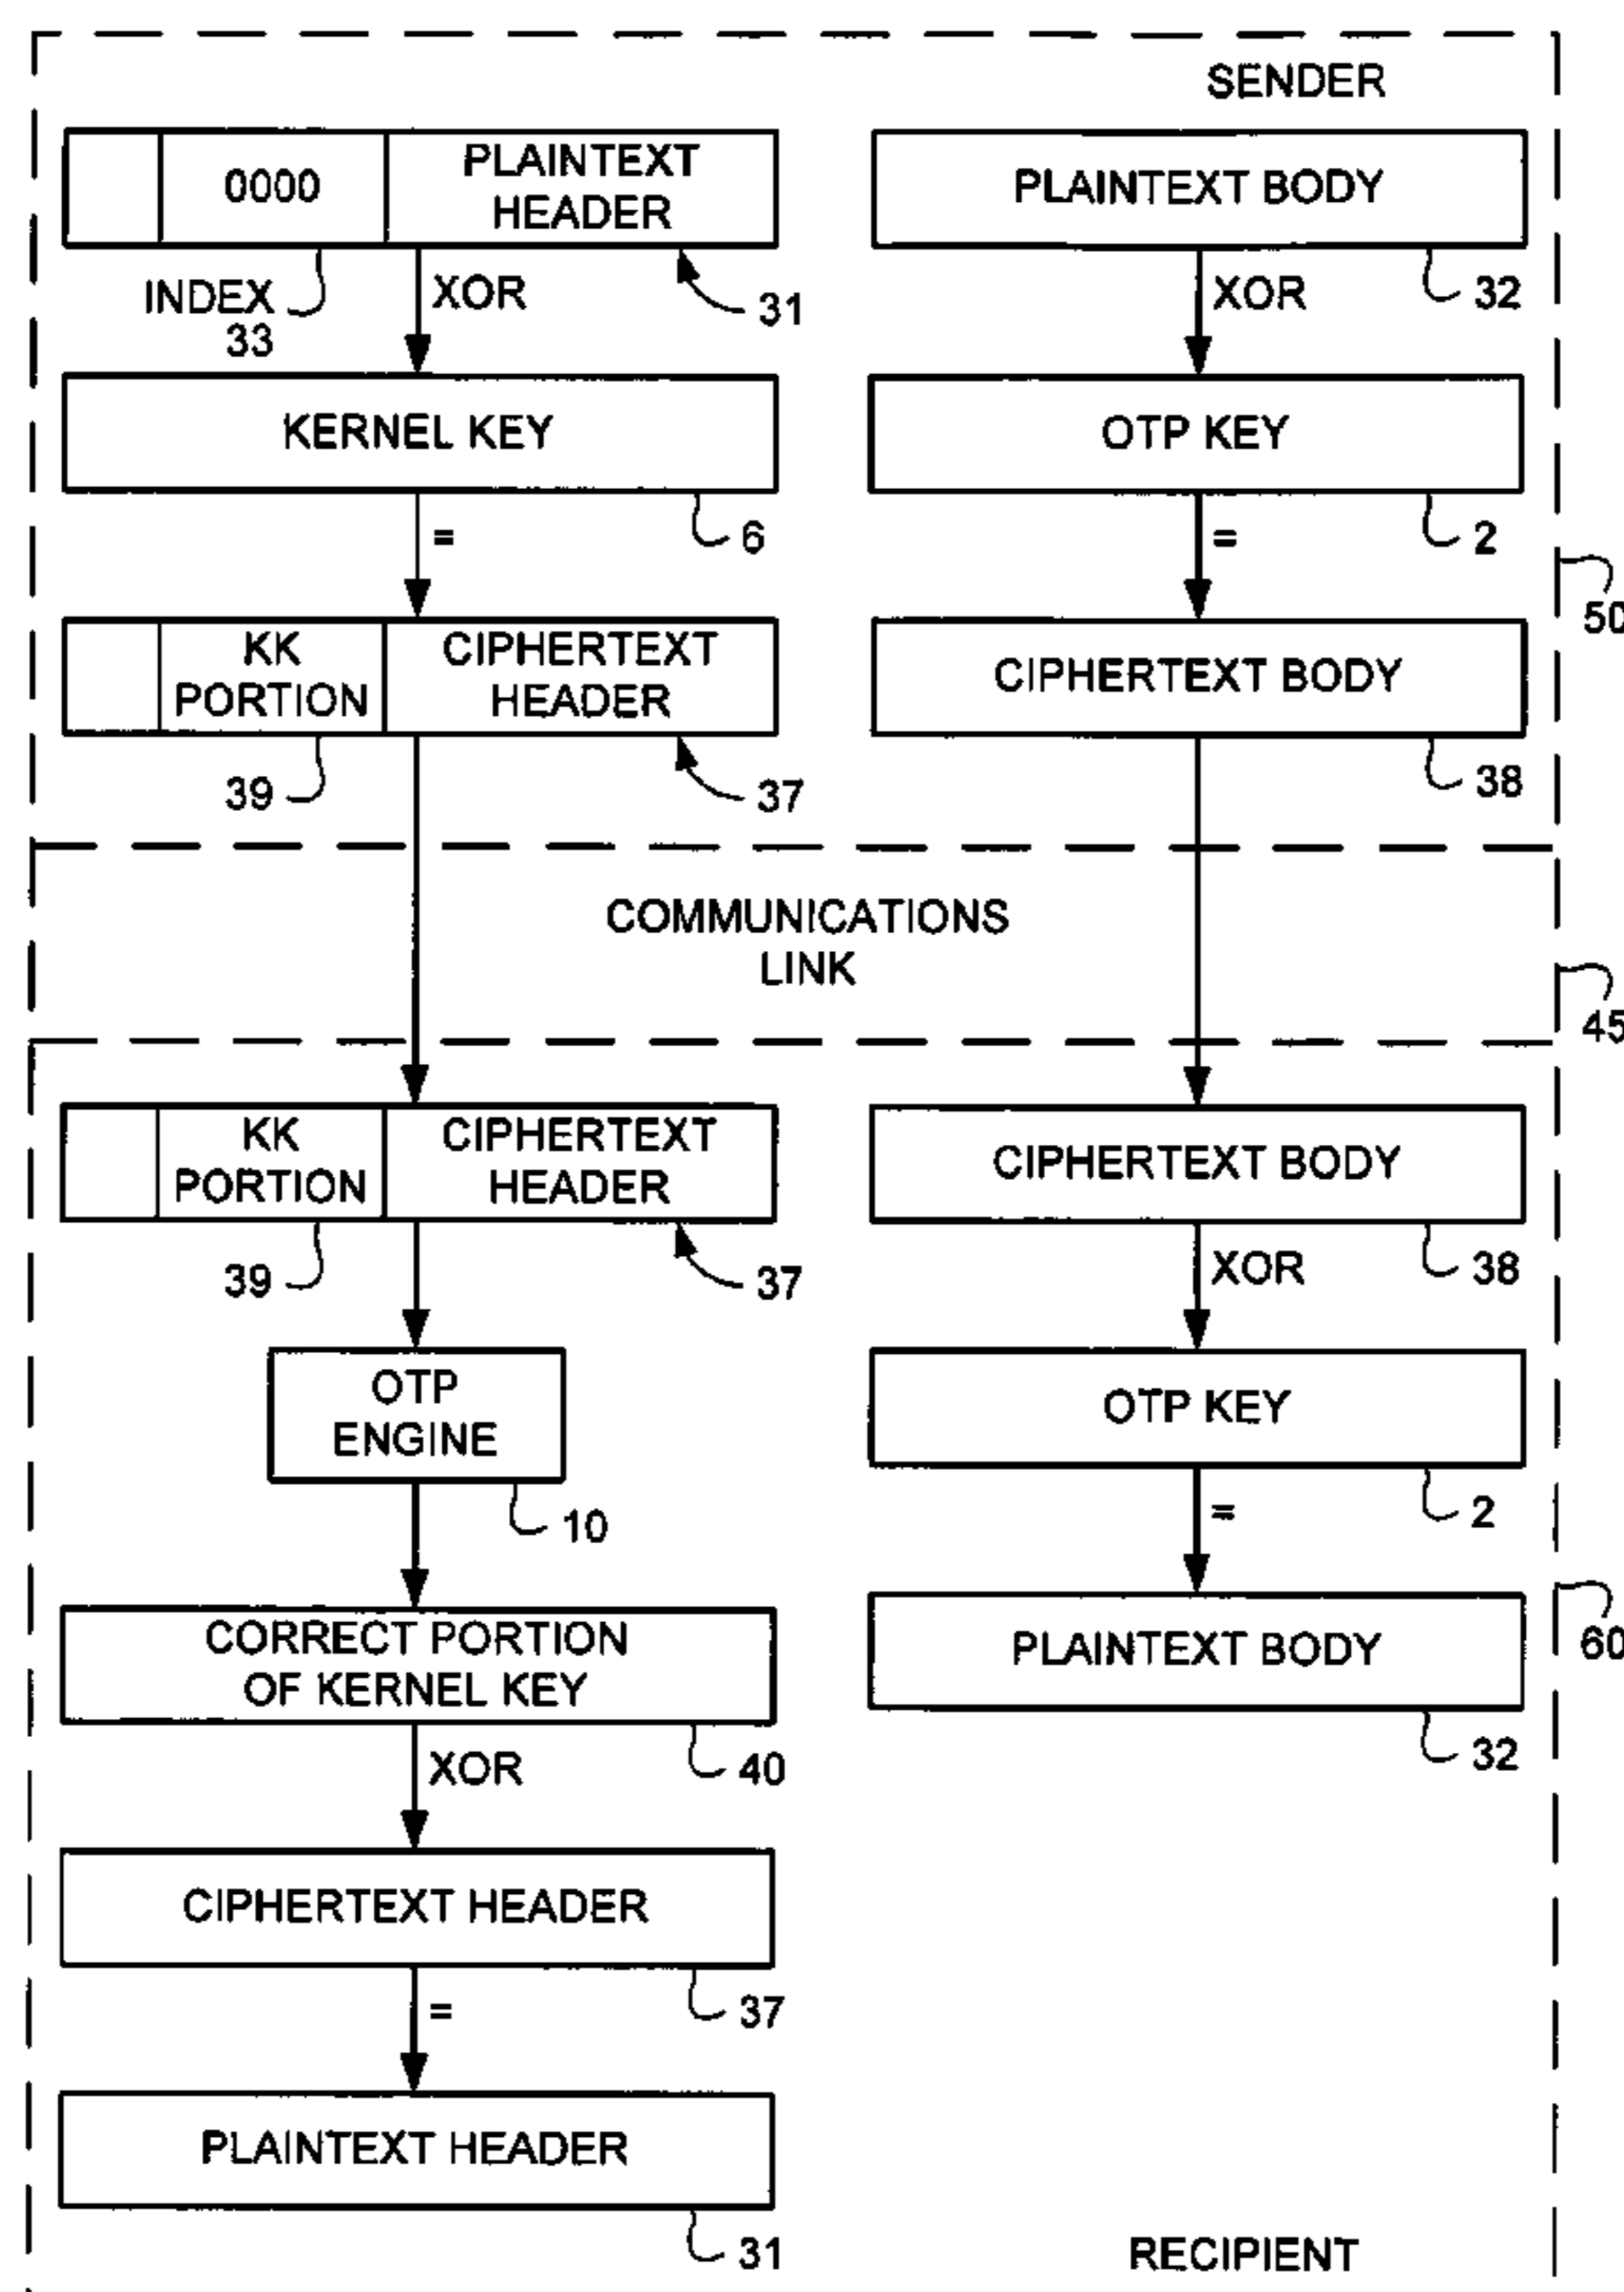 SENDER
0000
PLAINTEXT
HEADER
PLAINTEXT BODY
INDEX
33
XOR
31
XOR
32
KERNEL KEY
OTP KEY
=
6
=
2
50
KK
PORTION
CIPHERTEXT
HEADER
CIPHERTEXT BODY
39
37
38
COMMUNICATIONS
LINK
45
KK
PORTION
CIPHERTEXT
HEADER
CIPHERTEXT BODY
39
37
XOR
38
OTP
ENGINE
OTP KEY
10
=
2
CORRECT PORTION
OF KERNEL KEY
PLAINTEXT BODY
60
XOR
40
32
CIPHERTEXT HEADER
=
37
PLAINTEXT HEADER
31
RECIPIENT